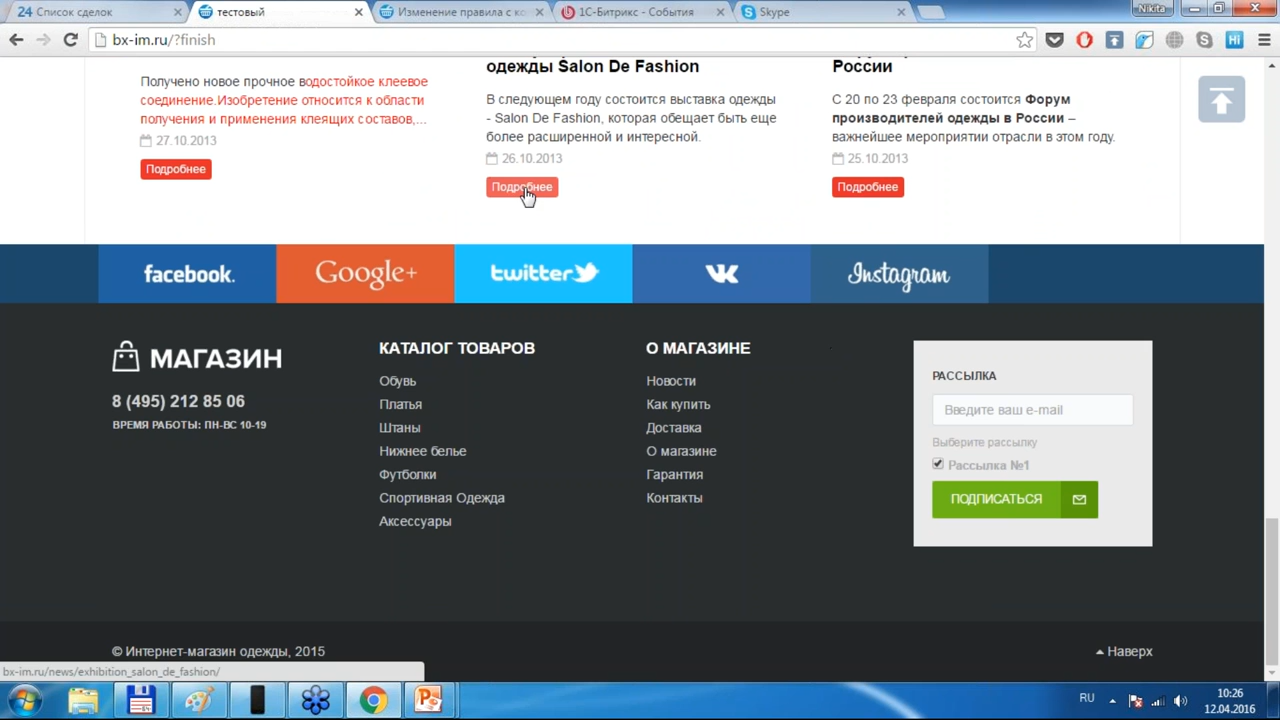 24 Список сделок
тестовый
Изменение правила с ко
1С-Битрикс - События
Skype
Nikita
bx-im.ru/?finish
Hi
одежды Salon De Fashion
России
Получено новое прочное водостойкое клеевое
соединение.Изобретение относится к области
получения и применения клеящих составов,...
27.10.2013
Подробнее
В следующем году состоится выставка одежды
- Salon De Fashion, которая обещает быть еще
более расширенной и интересной.
26.10.2013
Подробнее
С 20 по 23 февраля состоится Форум
производителей одежды в России –
важнейшее мероприятии отрасли в этом году.
25.10.2013
Подробнее
facebook.
Google+
twitter
Instagram
МАГАЗИН
8 (495) 212 85 06
ВРЕМЯ РАБОТЫ: ПН-ВС 10-19
КАТАЛОГ ТОВАРОВ
Обувь
Платья
Штаны
Нижнее белье
Футболки
Спортивная Одежда
Аксессуары
О МАГАЗИНЕ
Новости
Как купить
Доставка
О магазине
Гарантия
Контакты
РАССЫЛКА
Введите ваш e-mail
Выберите рассылку
Рассылка №1
ПОДПИСАТЬСЯ
© Интернет-магазин одежды, 2015
Наверх
bx-im.ru/news/exhibition_salon_de_fashion/
RU
10:26
12.04.2016